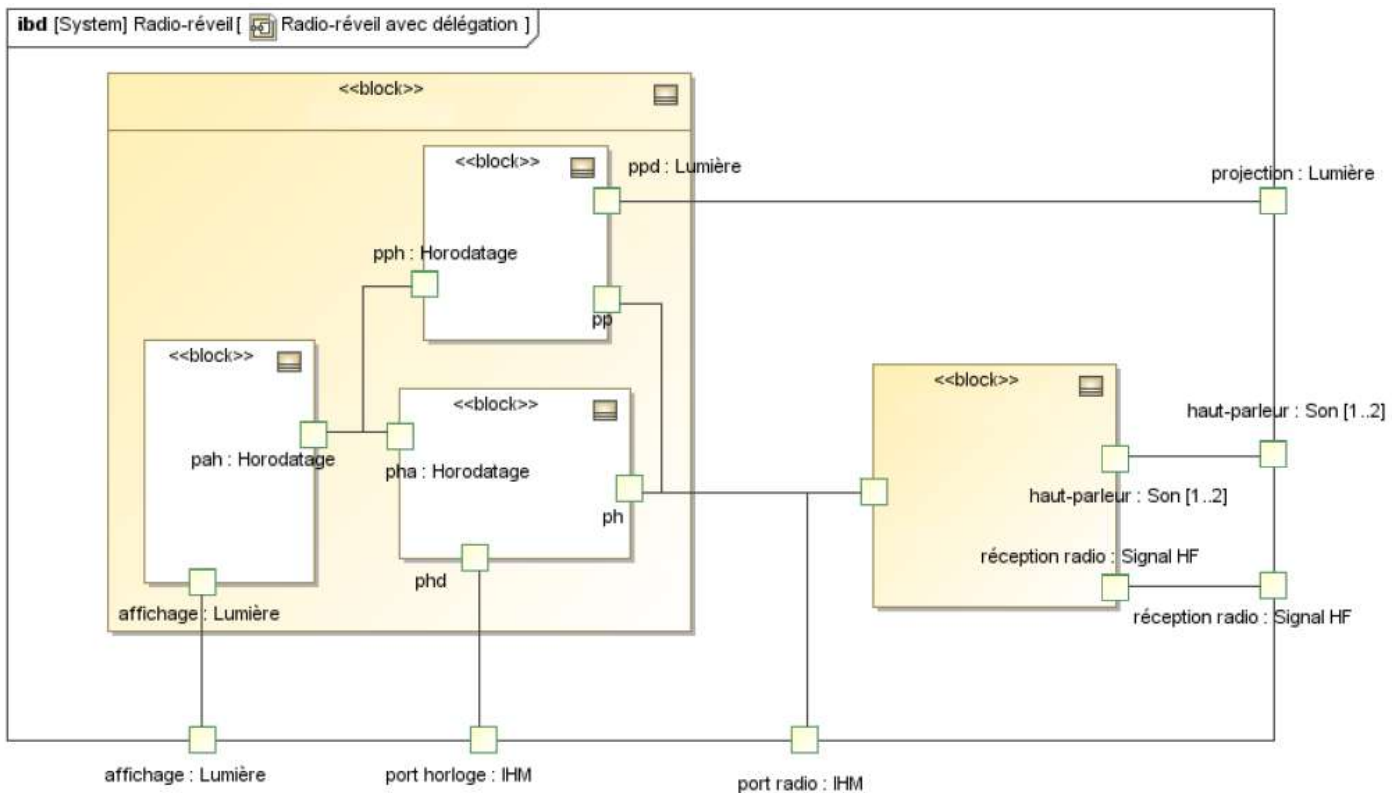 ibd [System] Radio-réveil [ Radio-réveil avec délégation ]
<<block>>
<<block>>
ppd : Lumière
projection : Lumière
pph : Horodatage
pp
<<block>>
<<block>>
<<block>>
haut-parleur : Son [1..2]
pah : Horodatage
pha : Horodatage
haut-parleur : Son [1..2]
ph
réception radio : Signal HF
phd
affichage : Lumière
réception radio : Signal HF
affichage : Lumière
port horloge : IHM
port radio : IHM